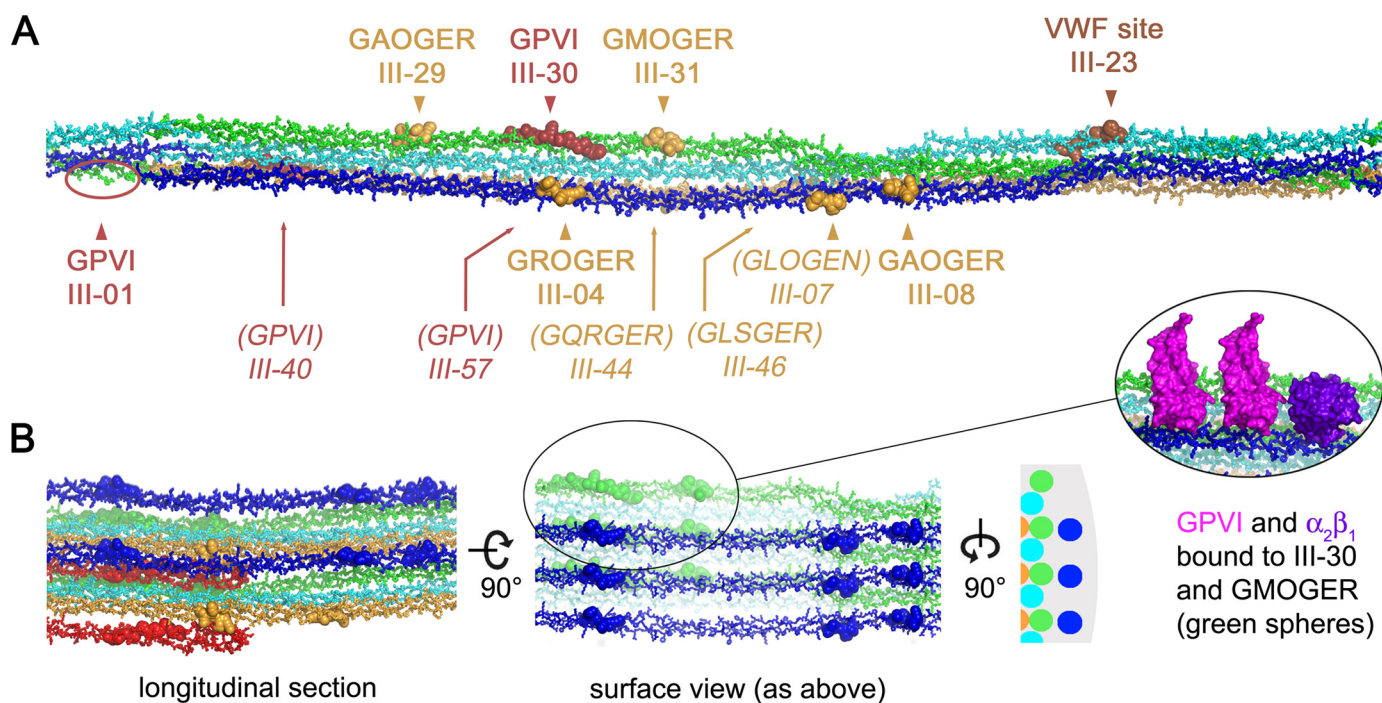 A
GAOGER
III-29
GPVI
III-30
GMOGER
III-31
VWF site
III-23
GPVI
III-01
(GPVI)
III-40
(GPVI)
III-57
GROGER
III-04
(GQRGER)
III-44
(GLSGER)
III-46
(GLOGEN)
III-07
GAOGER
III-08
B
90°
90°
longitudinal section
surface view (as above)
GPVI and α₂β₁
bound to III-30
and GMOGER
(green spheres)